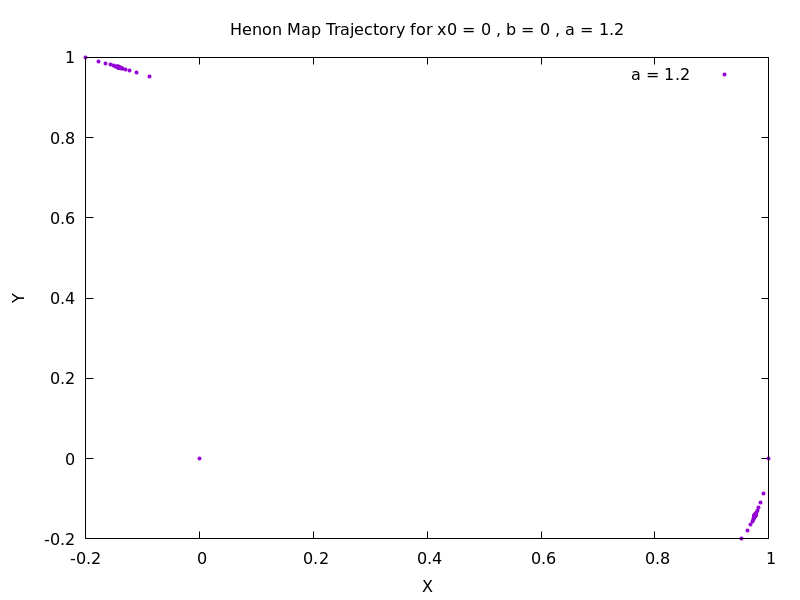 Henon Map Trajectory for x0 = 0 , b = 0 , a = 1.2
a = 1.2
1
0.8
0.6
0.4
0.2
0
-0.2
Y
-0.2 0 0.2 0.4 0.6 0.8 1
X